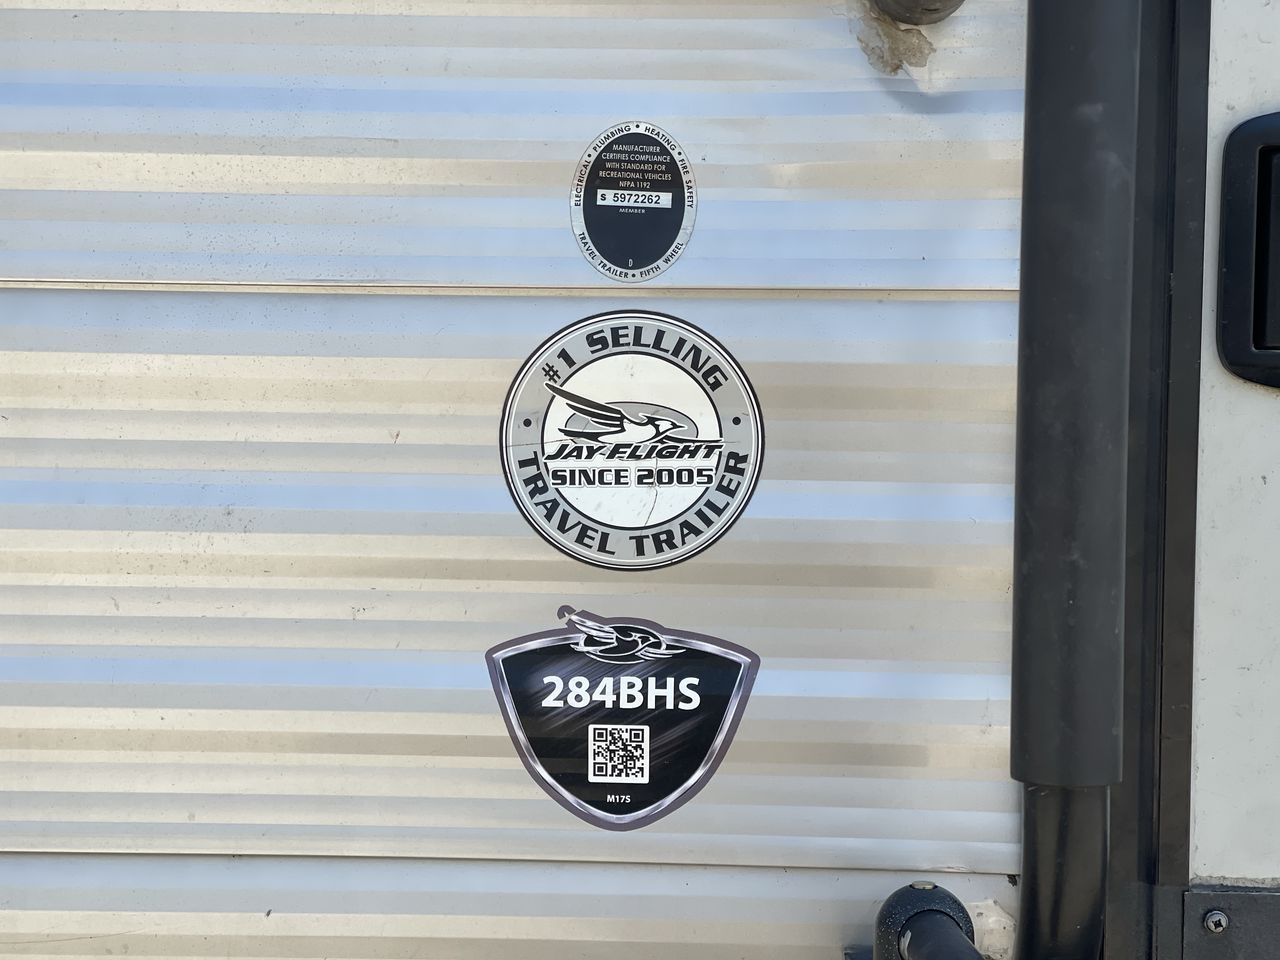 ELECTRICAL • PLUMBING • HEATING • FIRE SAFETY
MANUFACTURER
CERTIFIES COMPLIANCE
WITH STANDARD FOR
RECREATIONAL VEHICLES
NFPA 1192
S 5972262
MEMBER
D
TRAVEL TRAILER • FIFTH WHEEL
#1 SELLING
JAY FLIGHT
SINCE 2005
TRAVEL TRAILER
284BHS
M17S